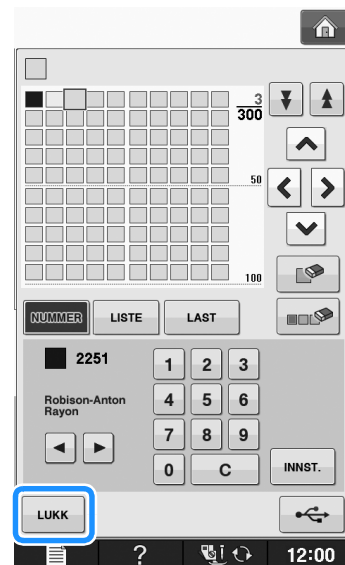 3
300
50
100
NUMMER LISTE LAST
2251
Robison-Anton
Rayon
1 2 3
4 5 6
7 8 9
0 C
INNST.
LUKK
? 12:00